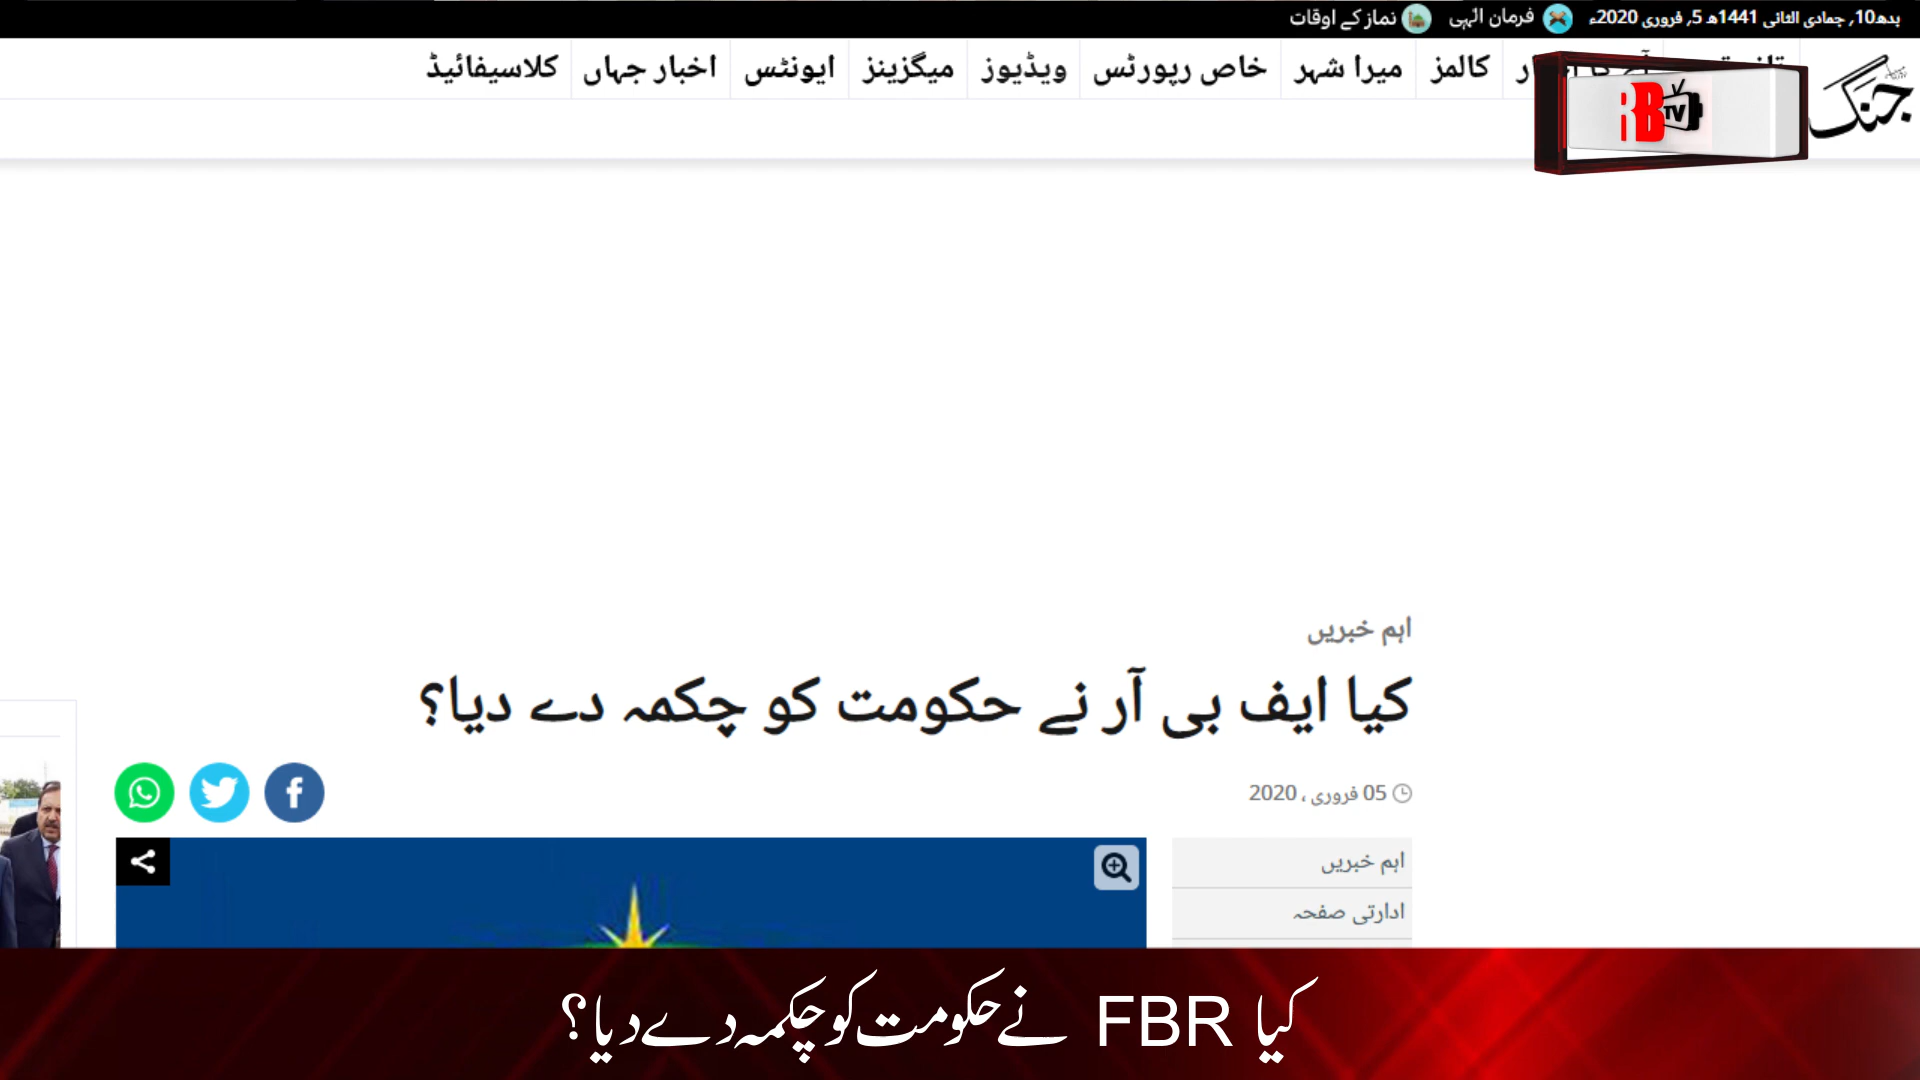 بدھ10؍ جمادی الثانی 1441ھ 5؍ فروری 2020ء فرمان الٰہی نماز کے اوقات
جنگ
کالمز میرا شہر خاص رپورٹس ویڈیوز میگزینز ایونٹس اخبار جہاں کلاسیفائیڈ
RB TV
اہم خبریں
کیا ایف بی آر نے حکومت کو چکمہ دے دیا؟
05 فروری ، 2020
اہم خبریں
ادارتی صفحہ
کیا FBR نے حکومت کو چکمہ دے دیا؟